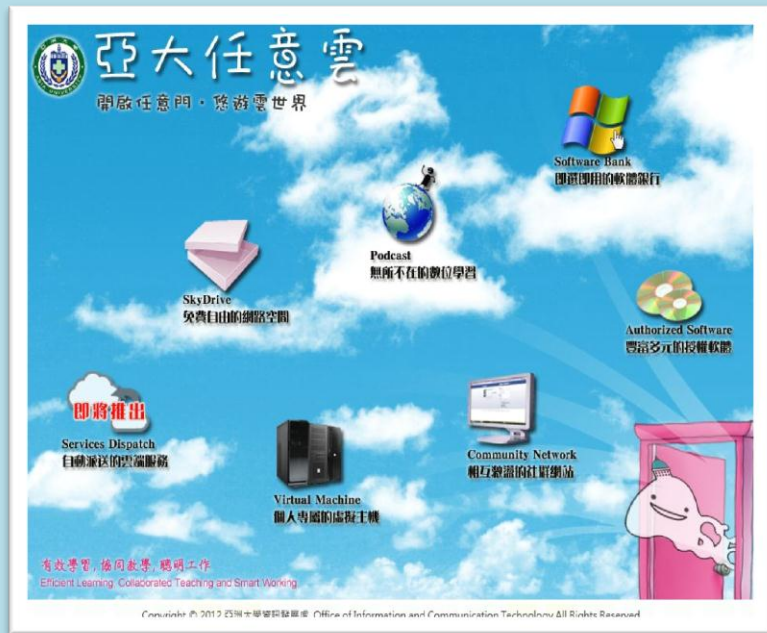 亞大任意雲
開啟任意門·悠遊雲世界
Software Bank
即選即用的軟體銀行
Podcast
無所不在的數位學習
SkyDrive
免費自由的網路空間
Authorized Software
豐富多元的授權軟體
即將推出
Services Dispatch
自動派送的雲端服務
Community Network
相互激盪的社群網站
Virtual Machine
個人專屬的虛擬主機
有效學習, 協同教學, 聰明工作
Efficient Learning, Collaborated Teaching and Smart Working
Copyright © 2012 亞洲大學資訊發展處 Office of Information and Communication Technology All Rights Reserved